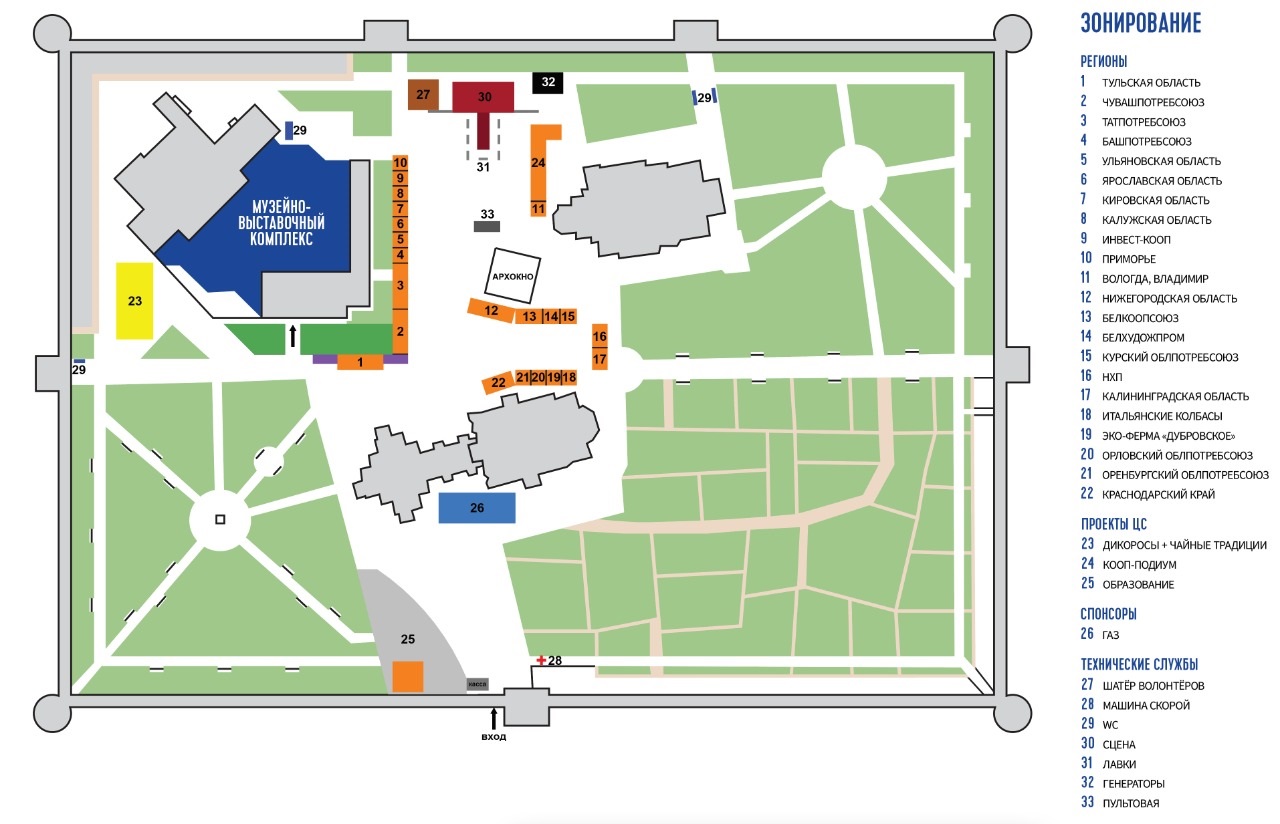 ЗОНИРОВАНИЕ
РЕГИОНЫ
1 ТУЛЬСКАЯ ОБЛАСТЬ
2 ЧУВАШПОТРЕБСОЮЗ
3 ТАТПОТРЕБСОЮЗ
4 БАШПОТРЕБСОЮЗ
5 УЛЬЯНОВСКАЯ ОБЛАСТЬ
6 ЯРОСЛАВСКАЯ ОБЛАСТЬ
7 КИРОВСКАЯ ОБЛАСТЬ
8 КАЛУЖСКАЯ ОБЛАСТЬ
9 ИНВЕСТ-КООП
10 ПРИМОРЬЕ
11 ВОЛОГДА, ВЛАДИМИР
12 НИЖЕГОРОДСКАЯ ОБЛАСТЬ
13 БЕЛКООПСОЮЗ
14 БЕЛХУДОЖПРОМ
15 КУРСКИЙ ОБЛПОТРЕБСОЮЗ
16 НХП
17 КАЛИНИНГРАДСКАЯ ОБЛАСТЬ
18 ИТАЛЬЯНСКИЕ КОЛБАСЫ
19 ЭКО-ФЕРМА «ДУБРОВСКОЕ»
20 ОРЛОВСКИЙ ОБЛПОТРЕБСОЮЗ
21 ОРЕНБУРГСКИЙ ОБЛПОТРЕБСОЮЗ
22 КРАСНОДАРСКИЙ КРАЙ
ПРОЕКТЫ ЦС
23 ДИКОРОСЫ + ЧАЙНЫЕ ТРАДИЦИИ
24 КООП-ПОДИУМ
25 ОБРАЗОВАНИЕ
СПОНСОРЫ
26 ГАЗ
ТЕХНИЧЕСКИЕ СЛУЖБЫ
27 ШАТЁР ВОЛОНТЁРОВ
28 МАШИНА СКОРОЙ
29 WC
30 СЦЕНА
31 ЛАВКИ
32 ГЕНЕРАТОРЫ
33 ПУЛЬТОВАЯ
27
30
32
29
29
24
31
10
9
8
7
6
5
4
3
2
1
11
33
МУЗЕЙНО-
ВЫСТАВОЧНЫЙ
КОМПЛЕКС
АРХОКНО
23
12
13 14 15
16
17
29
22
21 20 19 18
26
25
28
КАССА
ВХОД